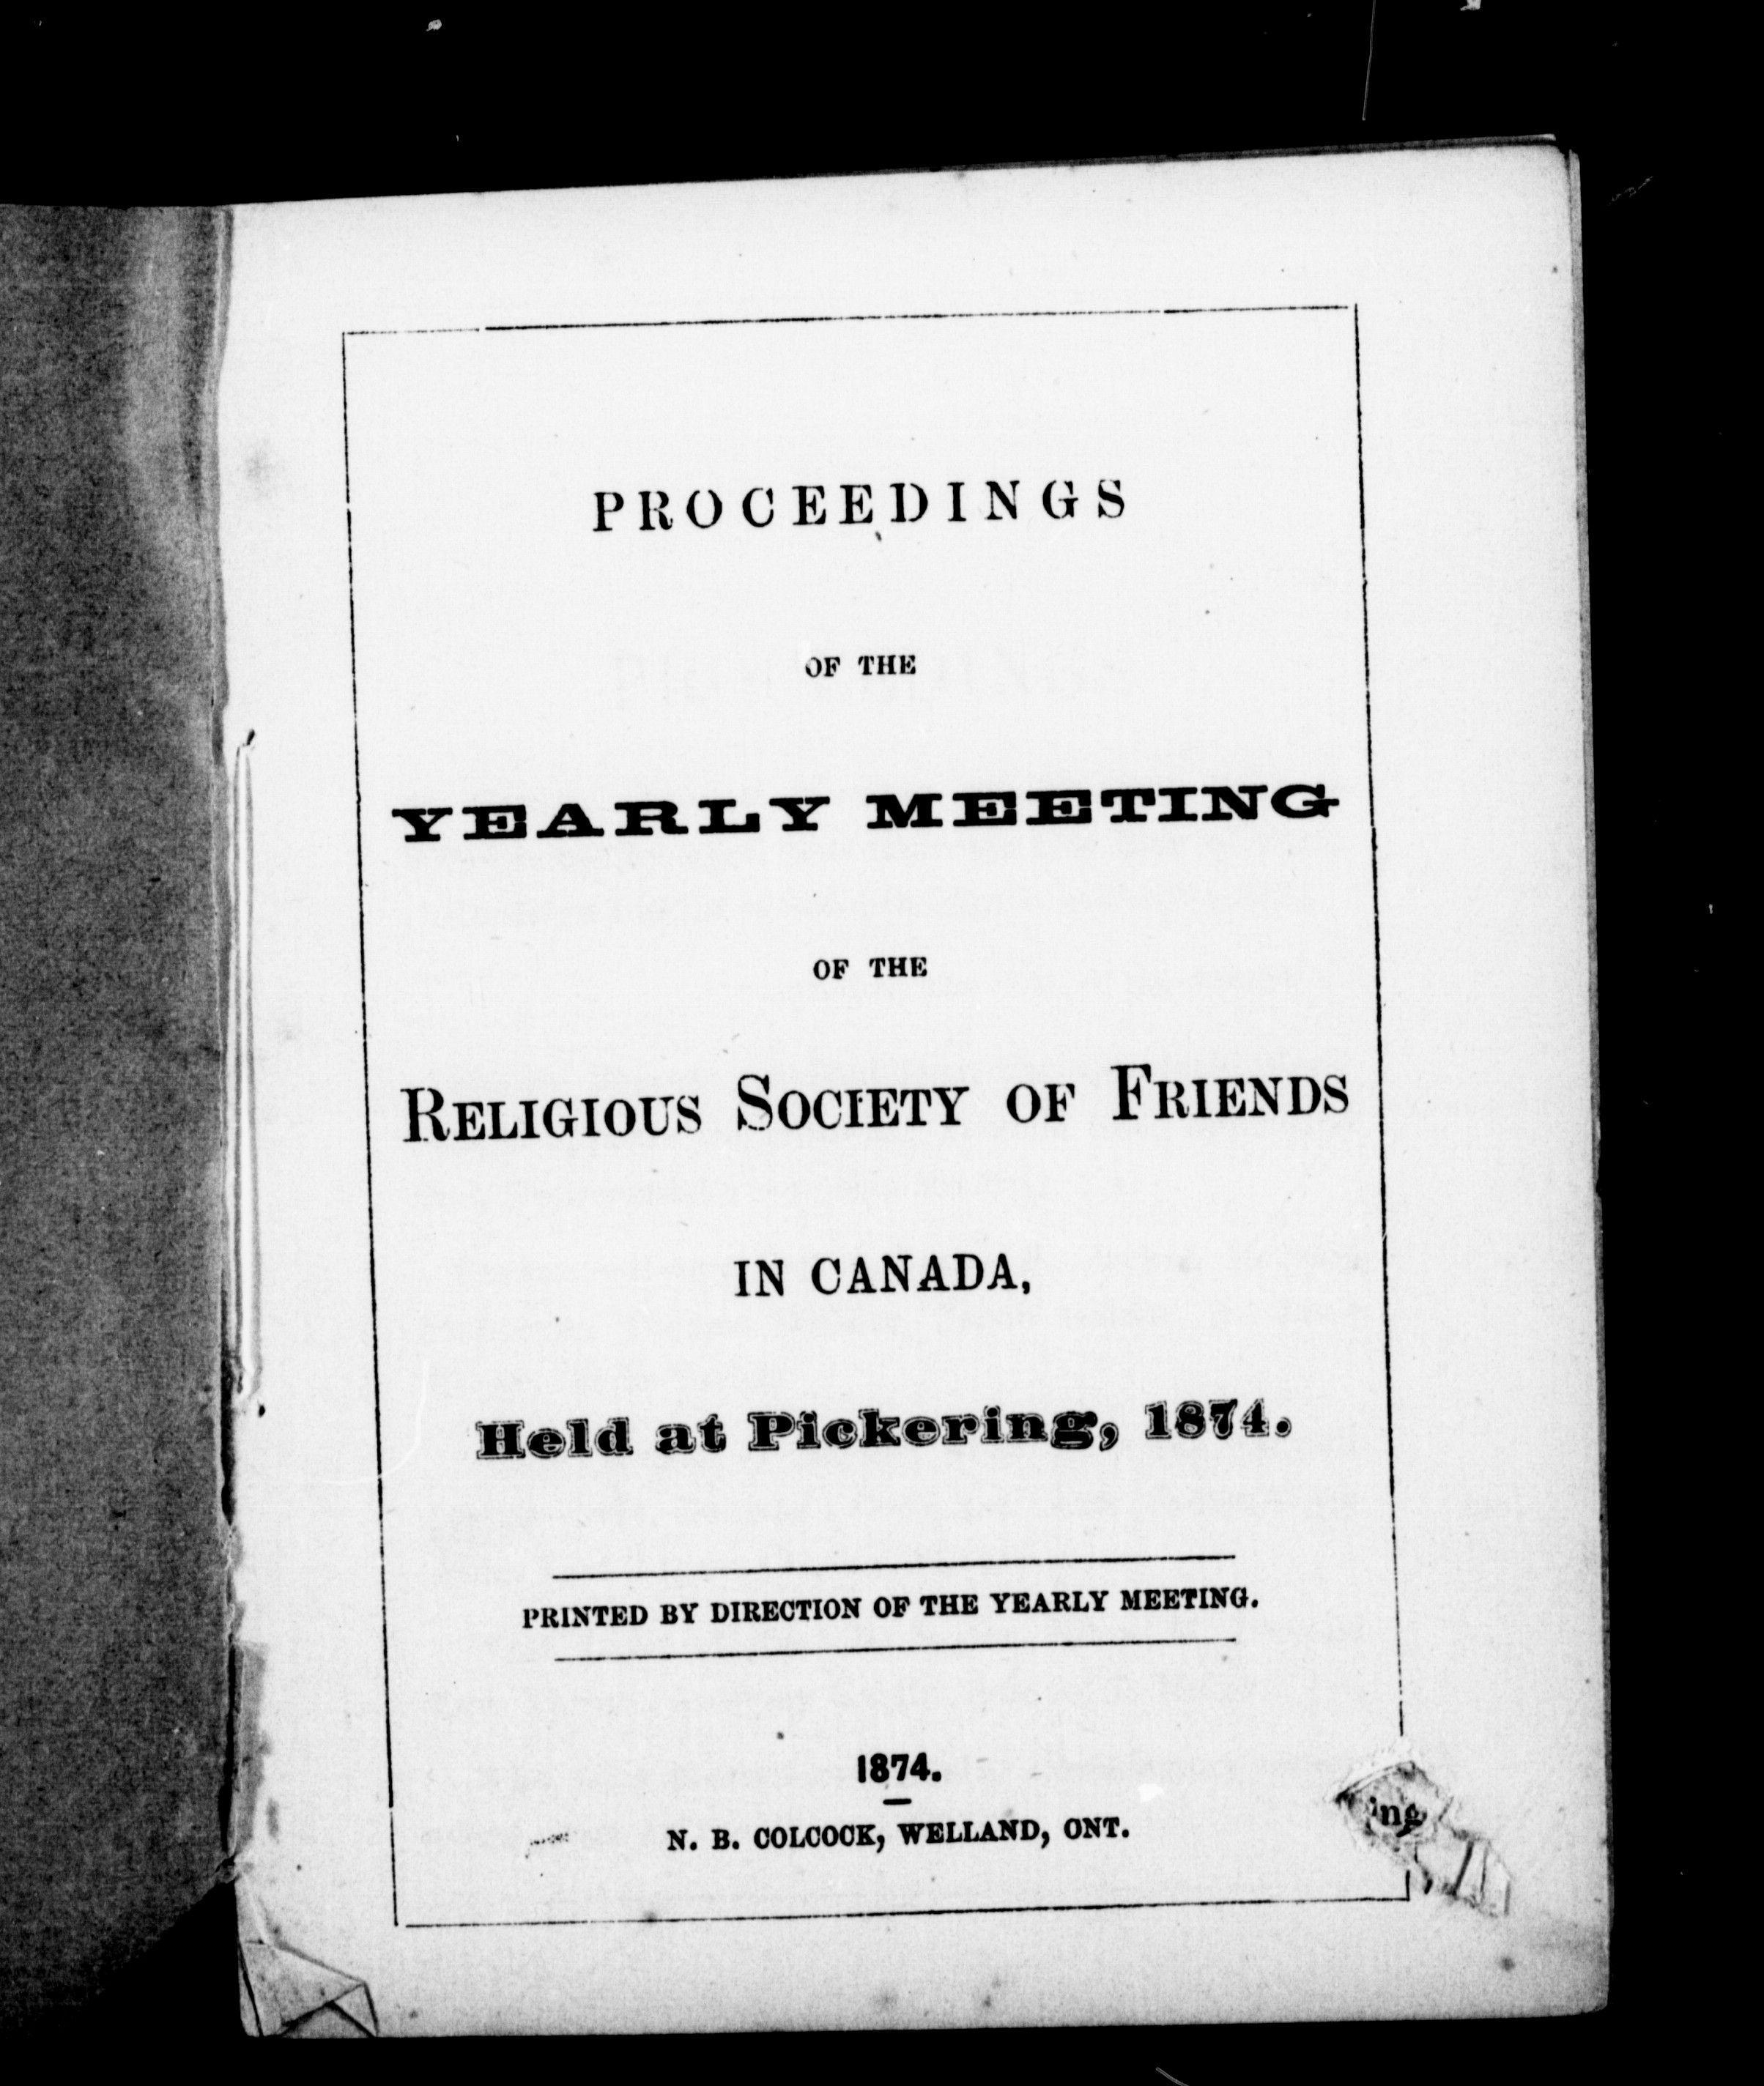 PROCEEDINGS
OF THE
YEARLY MEETING
OF THE
RELIGIOUS SOCIETY OF FRIENDS
IN CANADA,
Held at Pickering, 1874.
PRINTED BY DIRECTION OF THE YEARLY MEETING.
1874.
N. B. COLCOCK, WELLAND, ONT.
ing